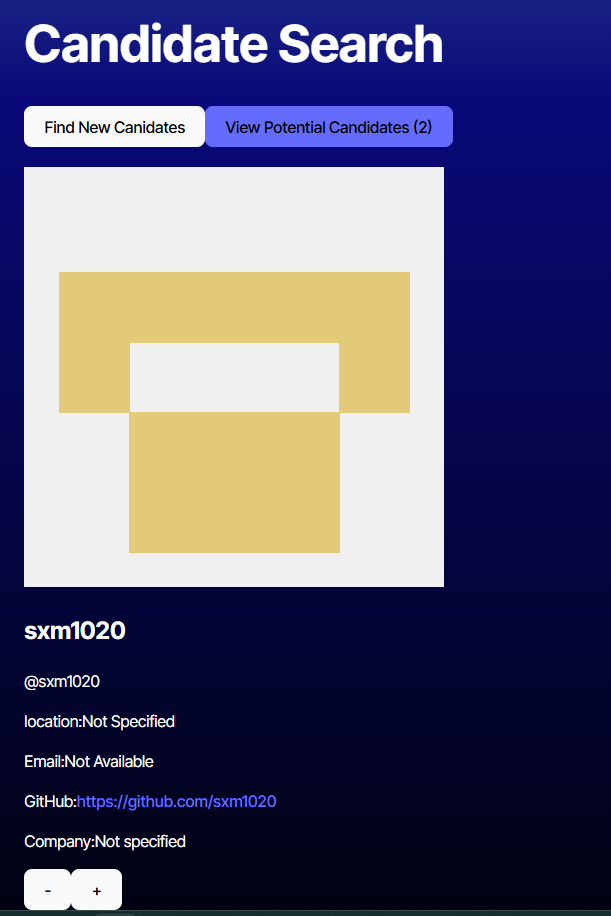 Candidate Search
Find New Canidates View Potential Candidates (2)
sxm1020
@sxm1020
location:Not Specified
Email:Not Available
GitHub:https://github.com/sxm1020
Company:Not specified
- +